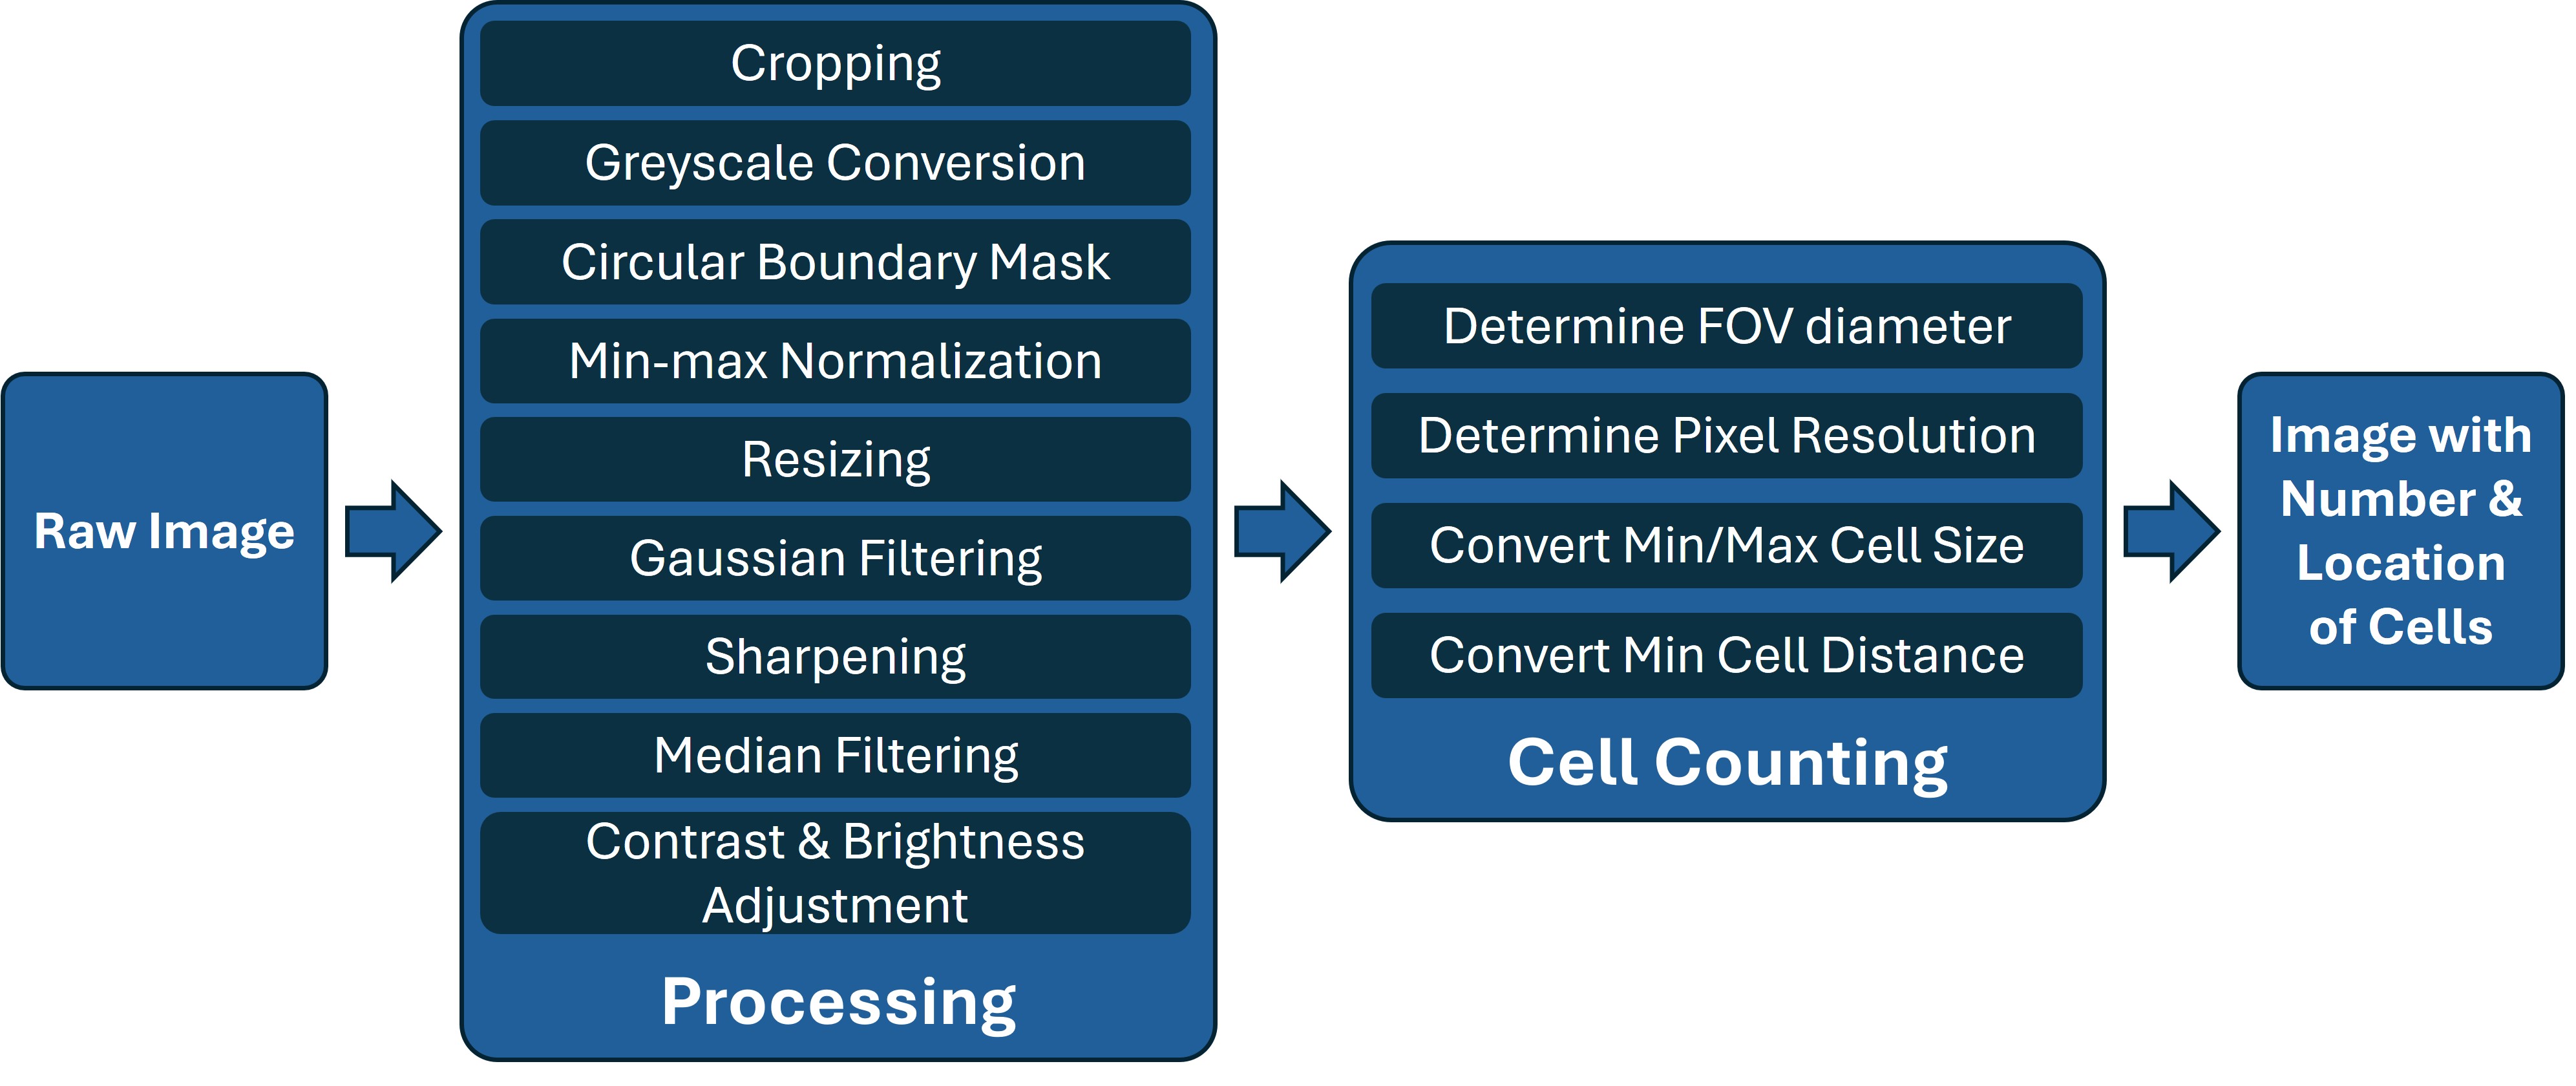 Raw Image
Cropping
Greyscale Conversion
Circular Boundary Mask
Min-max Normalization
Resizing
Gaussian Filtering
Sharpening
Median Filtering
Contrast & Brightness
Adjustment
Processing
Determine FOV diameter
Determine Pixel Resolution
Convert Min/Max Cell Size
Convert Min Cell Distance
Cell Counting
Image with
Number &
Location
of Cells